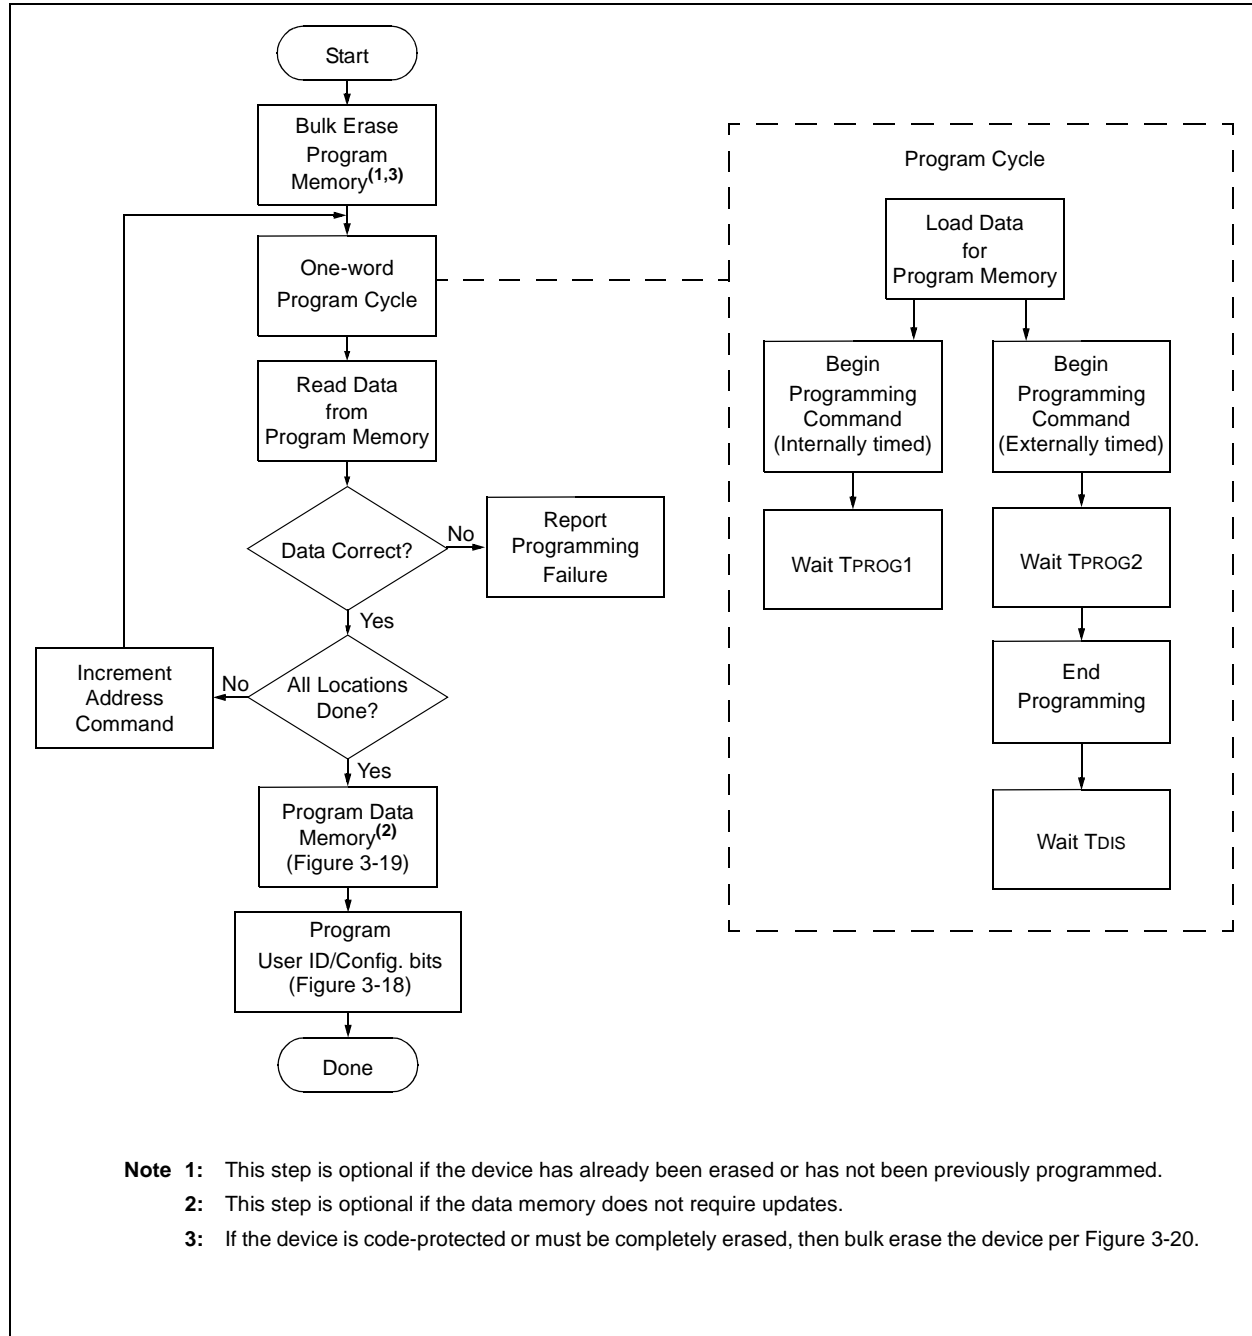 Start
Bulk Erase
Program
Memory(1,3)
One-word
Program Cycle
Read Data
from
Program Memory
Data Correct?
No
Report
Programming
Failure
Yes
All Locations
Done?
No
Increment
Address
Command
Yes
Program Data
Memory(2)
(Figure 3-19)
Program
User ID/Config. bits
(Figure 3-18)
Done
Program Cycle
Load Data
for
Program Memory
Begin
Programming
Command
(Internally timed)
Wait TPROG1
Begin
Programming
Command
(Externally timed)
Wait TPROG2
End
Programming
Wait TDIS
Note 1: This step is optional if the device has already been erased or has not been previously programmed.
2: This step is optional if the data memory does not require updates.
3: If the device is code-protected or must be completely erased, then bulk erase the device per Figure 3-20.